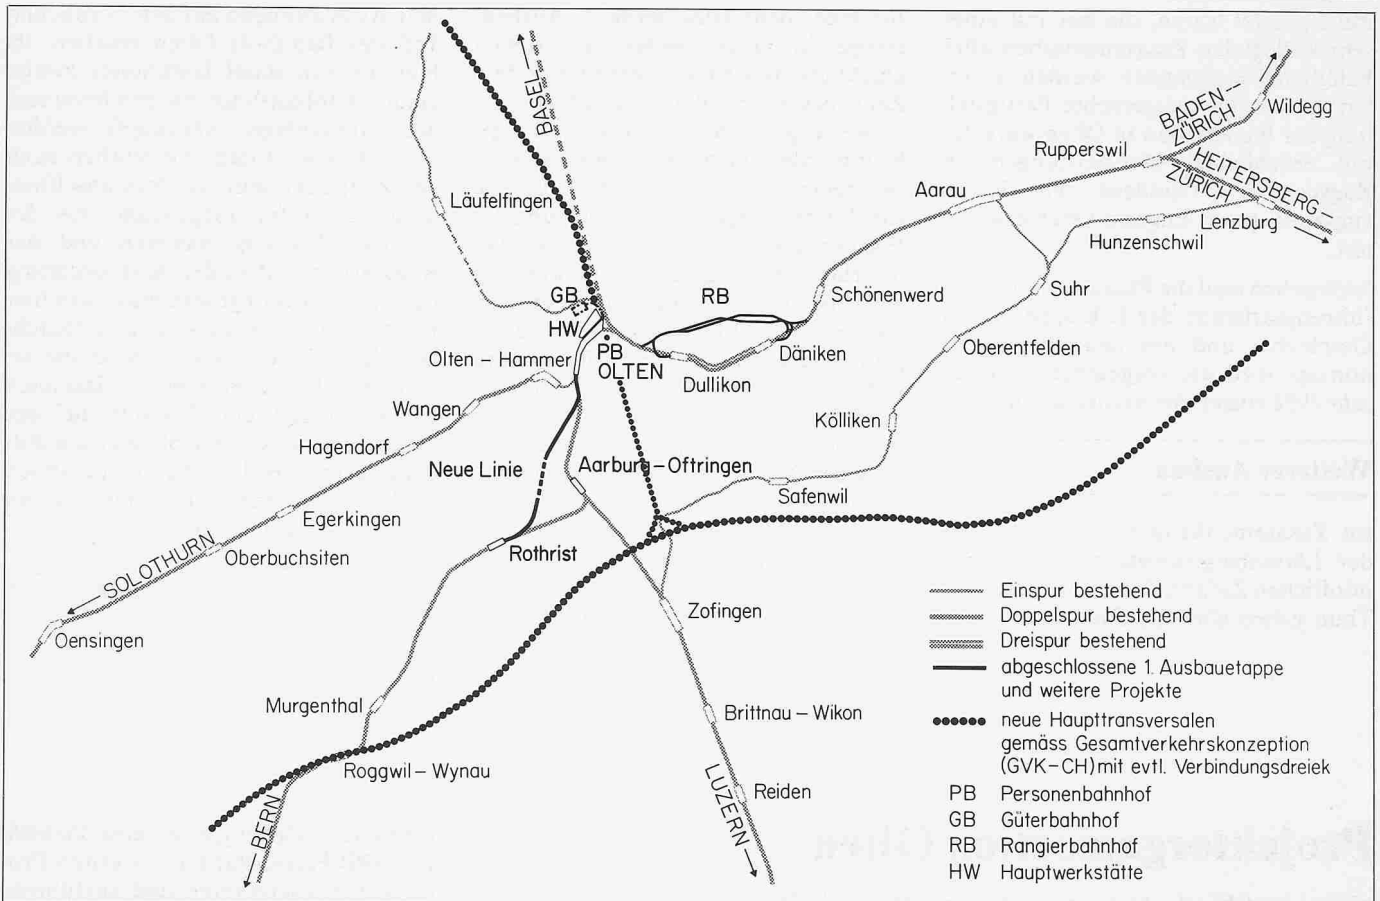 BASEL
BADEN-
ZÜRICH
Wildegg
Rupperswil
HEITERSBERG-
ZÜRICH
Aarau
Lenzburg
Hunzenschwil
Läufelfingen
Suhr
GB
RB
Schönenwerd
HW
Oberentfelden
Olten - Hammer
PB
OLTEN
Däniken
Dullikon
Wangen
Kölliken
Hagendorf
Neue Linie
Aarburg-Oftringen
Safenwil
Egerkingen
SOLOTHURN
Oberbuchsiten
Rothrist
Oensingen
Zofingen
Murgenthal
Brittnau - Wikon
Roggwil - Wynau
Reiden
BERN
LUZERN
Einspur bestehend
Doppelspur bestehend
Dreispur bestehend
abgeschlossene 1. Ausbauetappe
und weitere Projekte
neue Haupttransversalen
gemäss Gesamtverkehrskonzeption
(GVK-CH) mit evtl. Verbindungsdreiek
PB Personenbahnhof
GB Güterbahnhof
RB Rangierbahnhof
HW Hauptwerkstätte